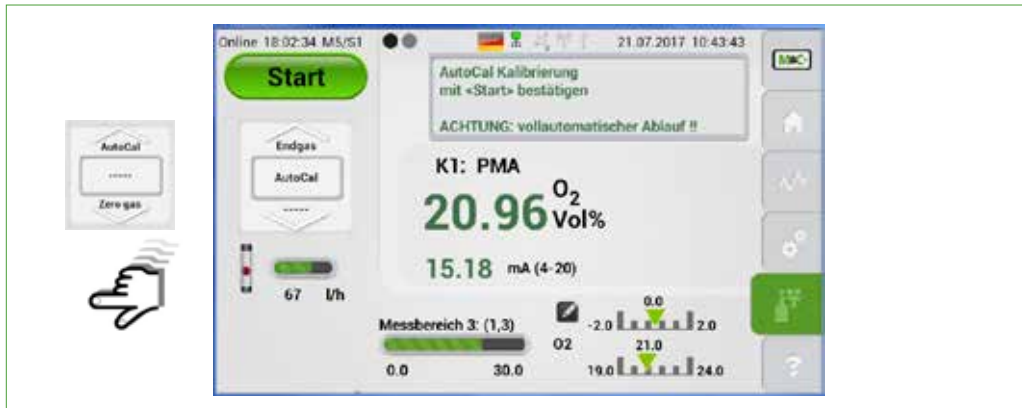 Online 18:02:34 M5/S1
21.07.2017 10:43:43
Start
AutoCal Kalibrierung
mit «Start» bestätigen
ACHTUNG: vollautomatischer Ablauf !!
M&C
AutoCal
-----
Zero gas
Endgas
AutoCal
-----
K1: PMA
20.96 O2 Vol%
15.18 mA (4-20)
67 l/h
Messbereich 3: (1,3)
0.0 30.0
O2
0.0
-2.0 2.0
21.0
19.0 24.0
?